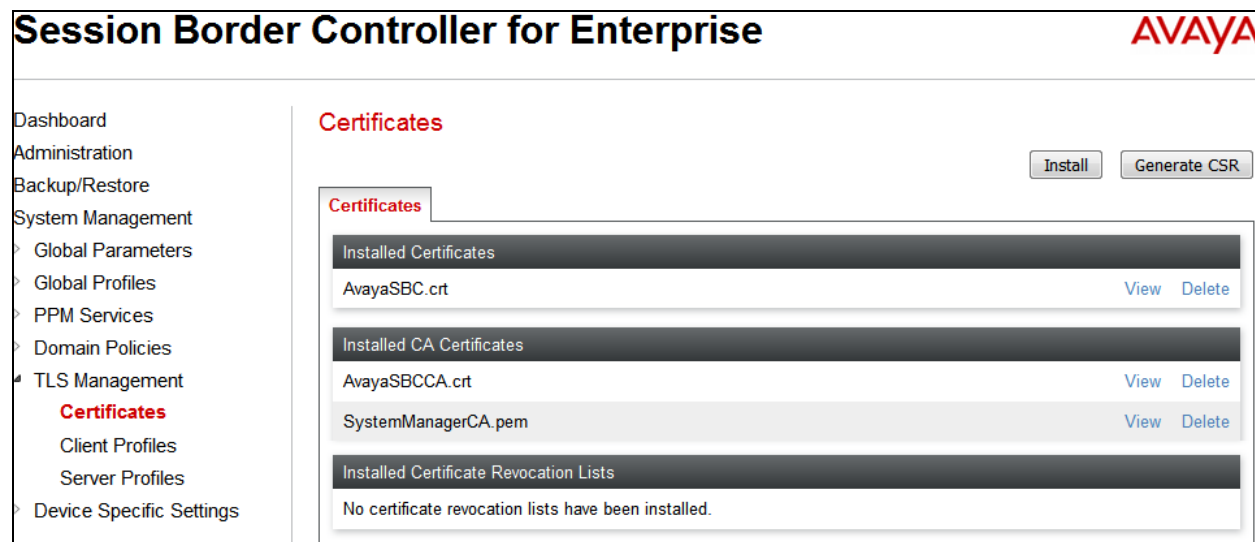 Session Border Controller for Enterprise
AVAYA
Dashboard
Administration
Backup/Restore
System Management
Global Parameters
Global Profiles
PPM Services
Domain Policies
TLS Management
Certificates
Client Profiles
Server Profiles
Device Specific Settings
Certificates
Install
Generate CSR
Certificates
Installed Certificates
AvayaSBC.crt View Delete
Installed CA Certificates
AvayaSBCCA.crt View Delete
SystemManagerCA.pem View Delete
Installed Certificate Revocation Lists
No certificate revocation lists have been installed.